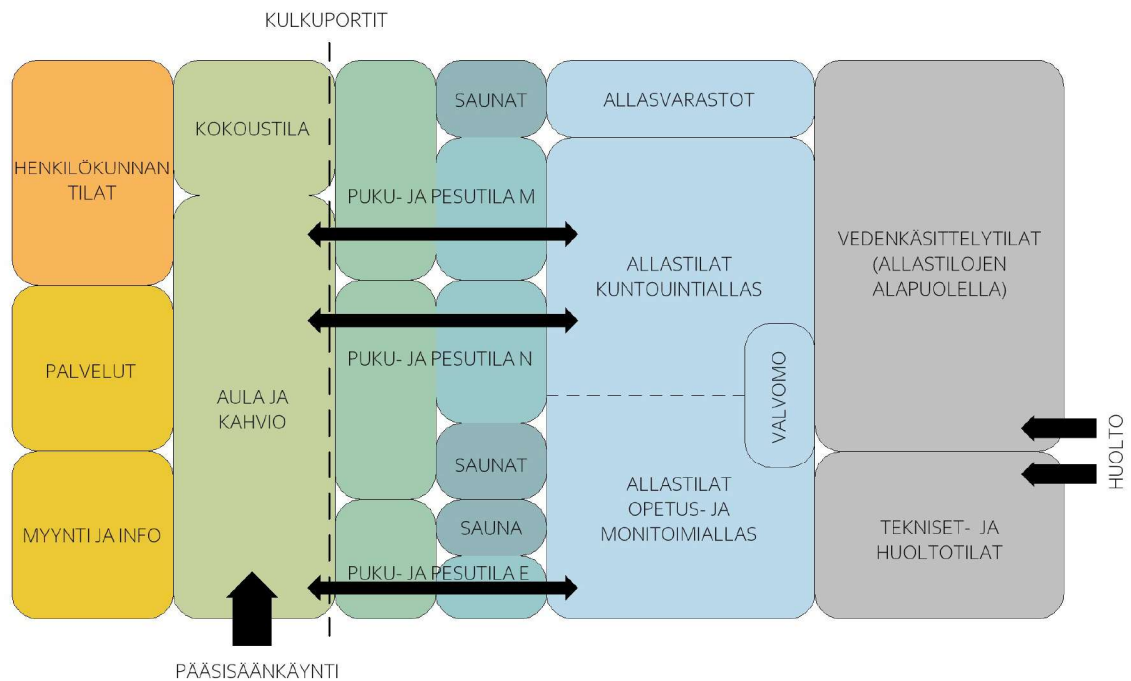 KULKUPORTIT
HENKILÖKUNNAN
TILAT
PALVELUT
MYYNTI JA INFO
KOKOUSTILA
AULA JA
KAHVIO
PÄÄSISÄÄNKÄYNTI
SAUNAT
PUKU- JA PESUTILA M
PUKU- JA PESUTILA N
SAUNAT
SAUNA
PUKU- JA PESUTILA E
ALLASVARASTOT
ALLASTILAT
KUNTOUINTIALLAS
VALVOMO
ALLASTILAT
OPETUS- JA
MONITOIMIALLAS
VEDENKÄSITTELYTILAT
(ALLASTILOJEN
ALAPUOLELLA)
TEKNISET- JA
HUOLTOTILAT
HUOLTO